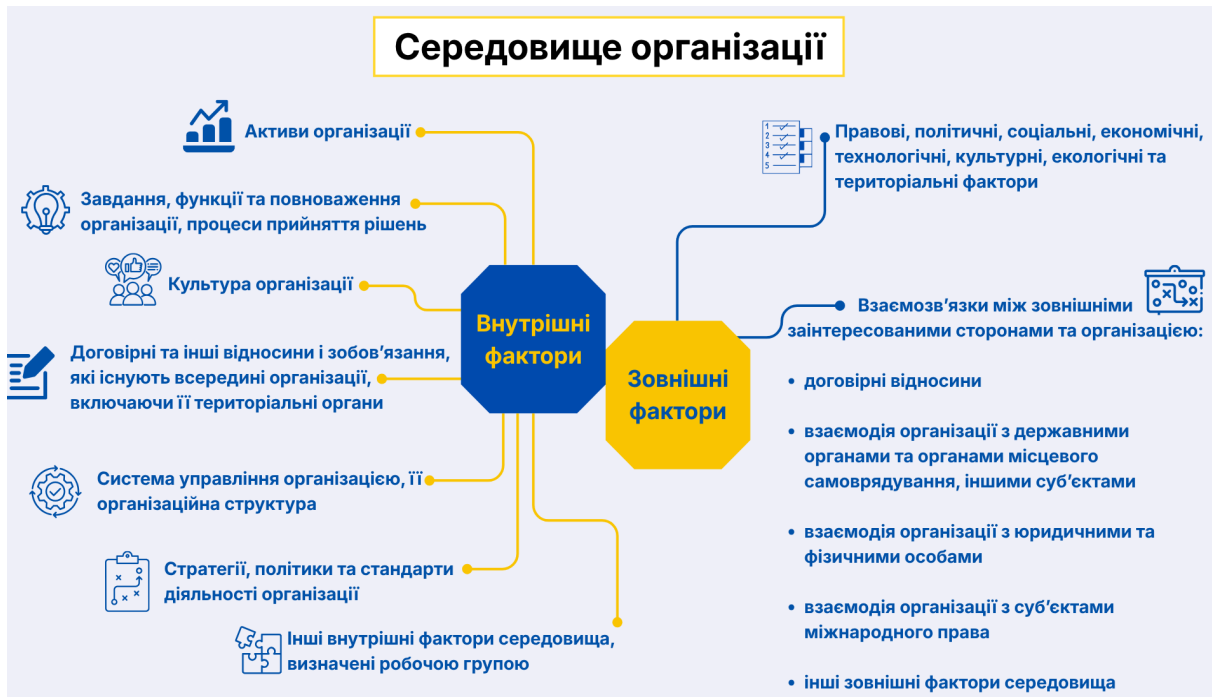 Середовище організації
Активи організації
Завдання, функції та повноваження
організації, процеси прийняття рішень
Культура організації
Договірні та інші відносини і зобов’язання,
які існують всередині організації,
включаючи її територіальні органи
Система управління організацією, її
організаційна структура
Стратегії, політики та стандарти
діяльності організації
Інші внутрішні фактори середовища,
визначені робочою групою
Внутрішні
фактори
Зовнішні
фактори
1
2
3
4
5
Правові, політичні, соціальні, економічні,
технологічні, культурні, екологічні та
територіальні фактори
Взаємозв’язки між зовнішніми
заінтересованими сторонами та організацією:
• договірні відносини
• взаємодія організації з державними
органами та органами місцевого
самоврядування, іншими суб’єктами
• взаємодія організації з юридичними та
фізичними особами
• взаємодія організації з суб’єктами
міжнародного права
• інші зовнішні фактори середовища